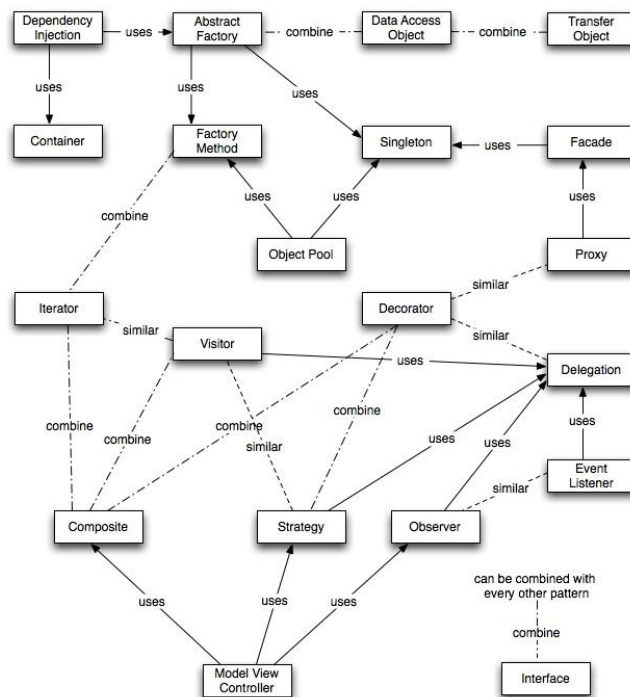 Dependency
Injection
uses
Abstract
Factory
combine
Data Access
Object
combine
Transfer
Object
uses
uses
uses
Container
Factory
Method
Singleton
uses
Facade
combine
uses
uses
uses
Object Pool
Proxy
similar
Iterator
Decorator
similar
Visitor
similar
uses
Delegation
combine
combine
combine
similar
combine
uses
uses
uses
similar
Event
Listener
Composite
Strategy
Observer
can be combined with
every other pattern
uses
uses
uses
combine
Model View
Controller
Interface